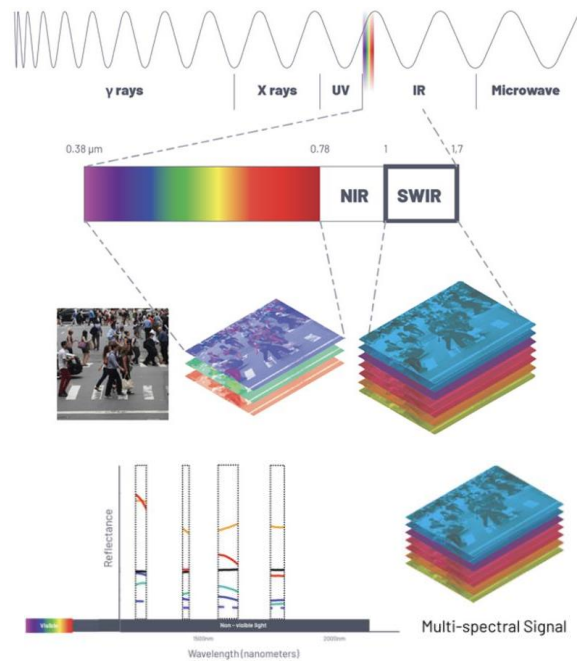 γ rays X rays UV IR Microwave
0.38 µm 0.78 1 1.7
NIR SWIR
Reflectance
Visible Non - visible light
1500nm 2000nm
Wavelength (nanometers)
Multi-spectral Signal